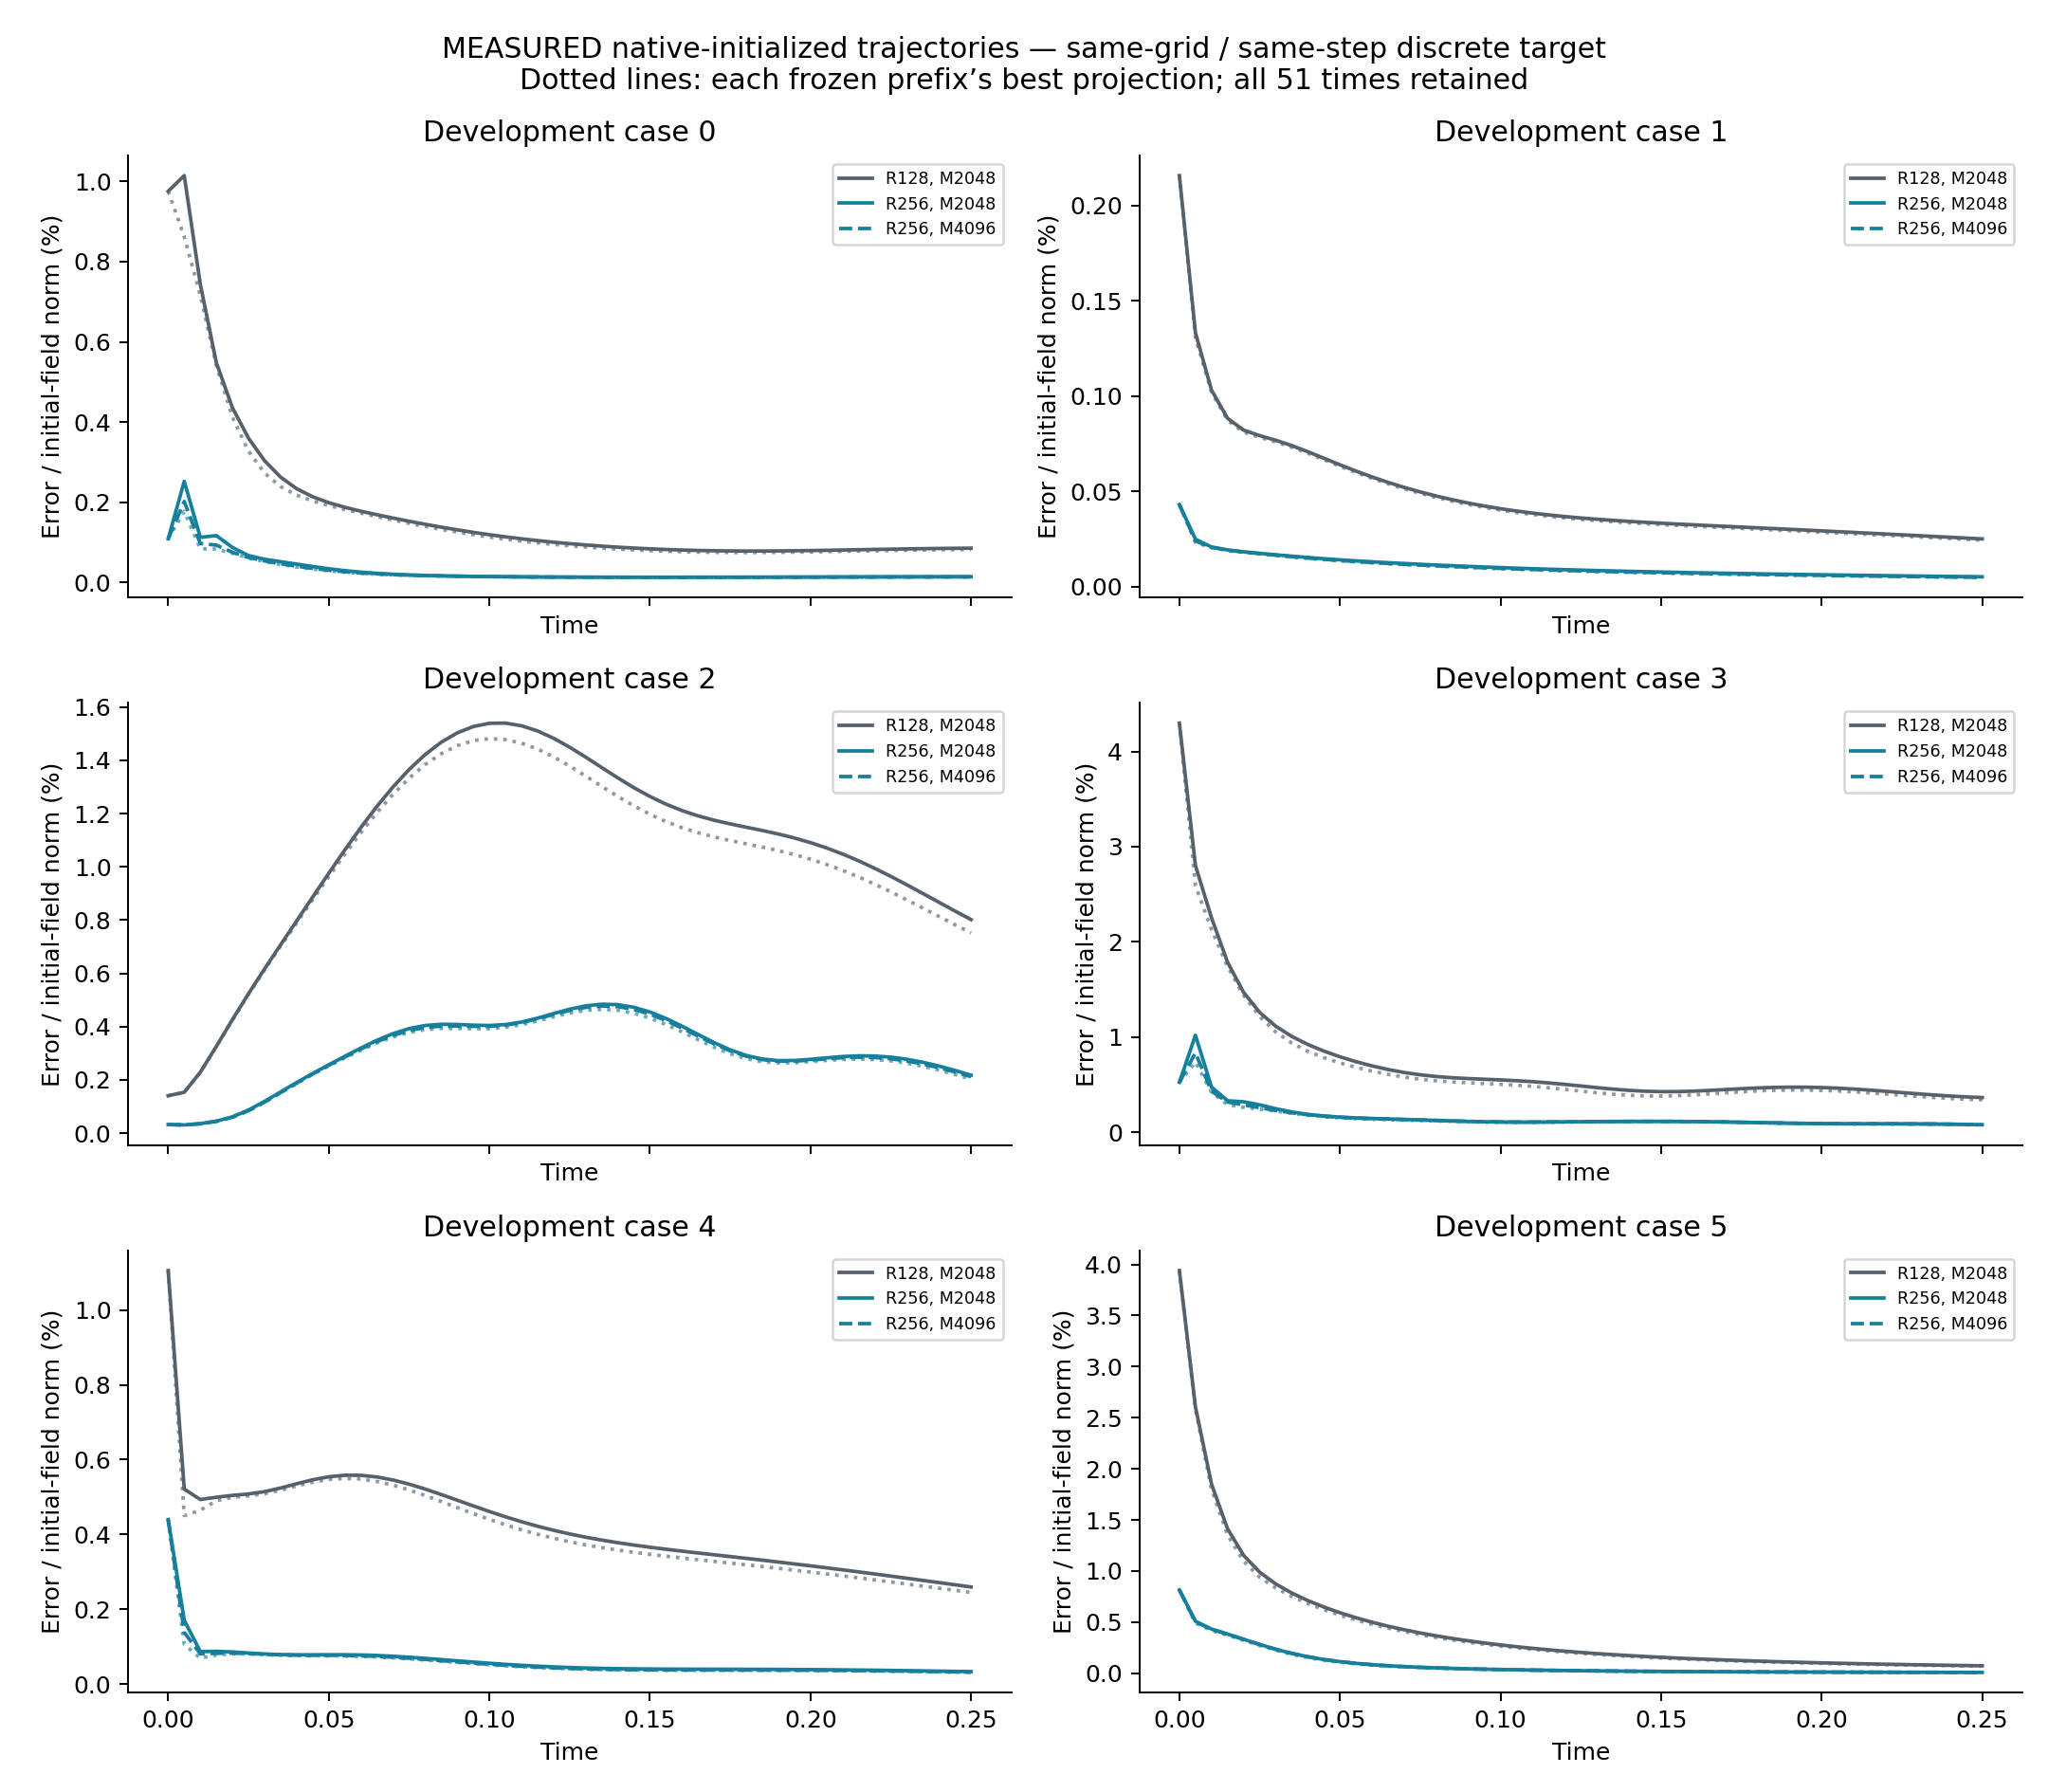 MEASURED native-initialized trajectories — same-grid / same-step discrete target
Dotted lines: each frozen prefix’s best projection; all 51 times retained
Development case 0
Error / initial-field norm (%)
1.0
0.8
0.6
0.4
0.2
0.0
R128, M2048
R256, M2048
R256, M4096
Time
Development case 1
Error / initial-field norm (%)
0.20
0.15
0.10
0.05
0.00
R128, M2048
R256, M2048
R256, M4096
Time
Development case 2
Error / initial-field norm (%)
1.6
1.4
1.2
1.0
0.8
0.6
0.4
0.2
0.0
R128, M2048
R256, M2048
R256, M4096
Time
Development case 3
Error / initial-field norm (%)
4
3
2
1
0
R128, M2048
R256, M2048
R256, M4096
Time
Development case 4
Error / initial-field norm (%)
1.0
0.8
0.6
0.4
0.2
0.0
R128, M2048
R256, M2048
R256, M4096
0.00 0.05 0.10 0.15 0.20 0.25
Time
Development case 5
Error / initial-field norm (%)
4.0
3.5
3.0
2.5
2.0
1.5
1.0
0.5
0.0
R128, M2048
R256, M2048
R256, M4096
0.00 0.05 0.10 0.15 0.20 0.25
Time